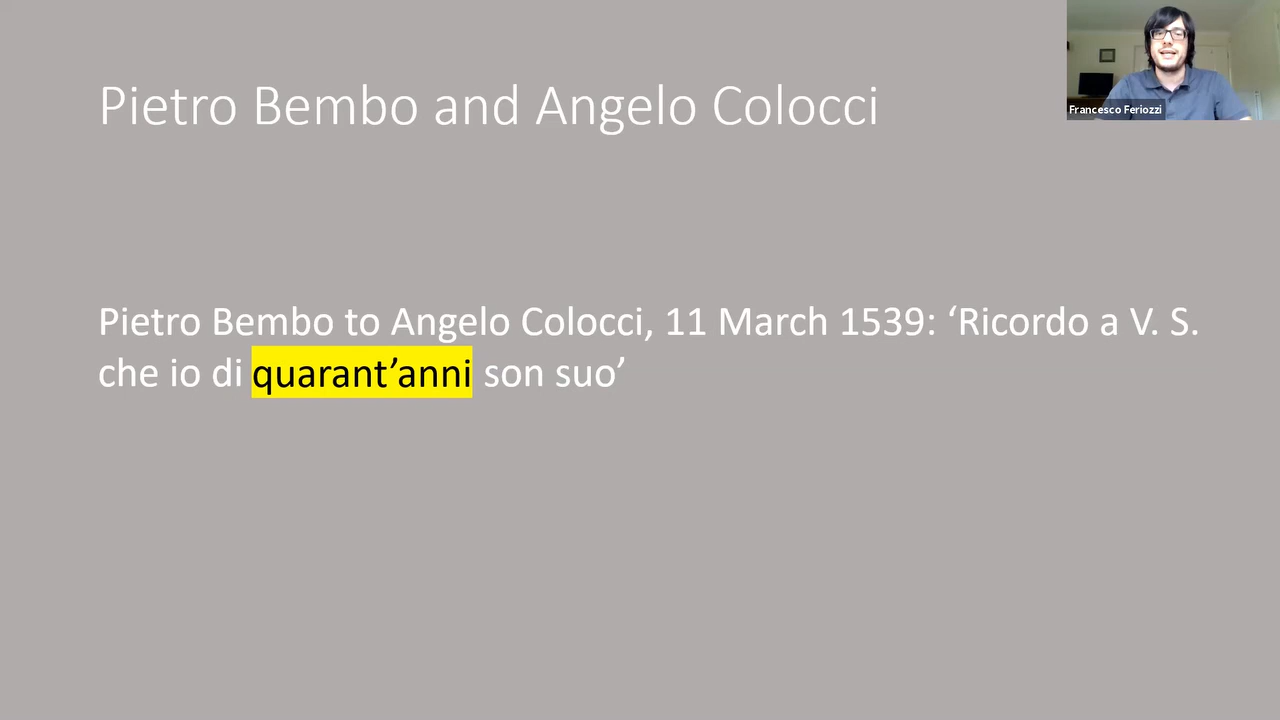 Pietro Bembo and Angelo Colocci
Francesco Feriozzi
Pietro Bembo to Angelo Colocci, 11 March 1539: ‘Ricordo a V. S.
che io di quarant’anni son suo’